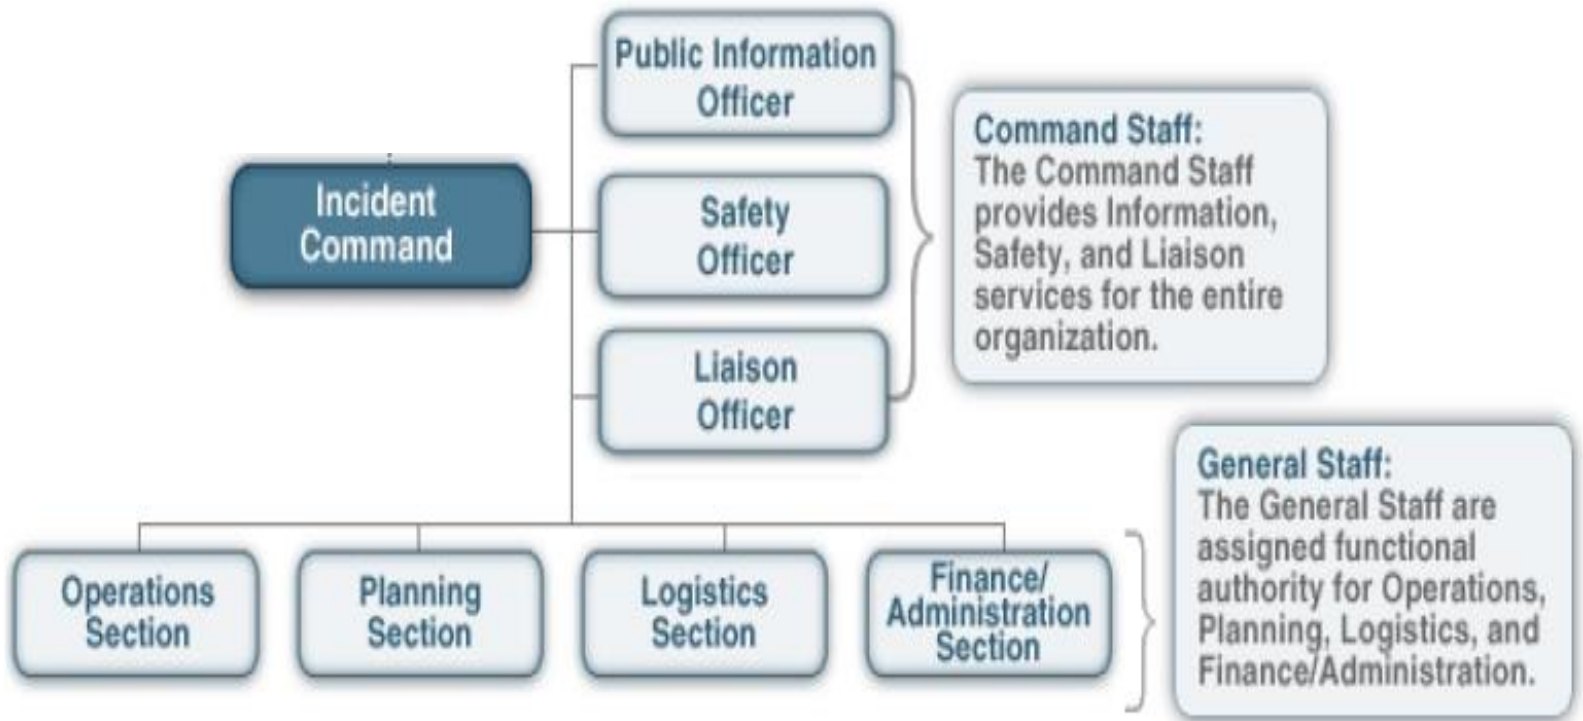 Public Information
Officer
Incident
Command
Safety
Officer
Liaison
Officer
Command Staff:
The Command Staff
provides Information,
Safety, and Liaison
services for the entire
organization.
Operations
Section
Planning
Section
Logistics
Section
Finance/
Administration
Section
General Staff:
The General Staff are
assigned functional
authority for Operations,
Planning, Logistics, and
Finance/Administration.